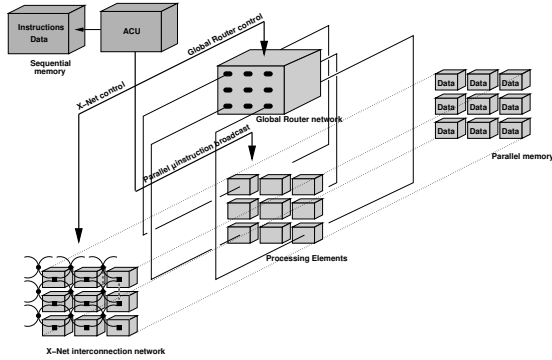 Instructions
Data
ACU
Sequential
memory
Global Router control
X-Net control
Global Router network
Parallel µinstruction broadcast
Data Data Data
Data Data Data
Data Data Data
Parallel memory
Processing Elements
X-Net interconnection network